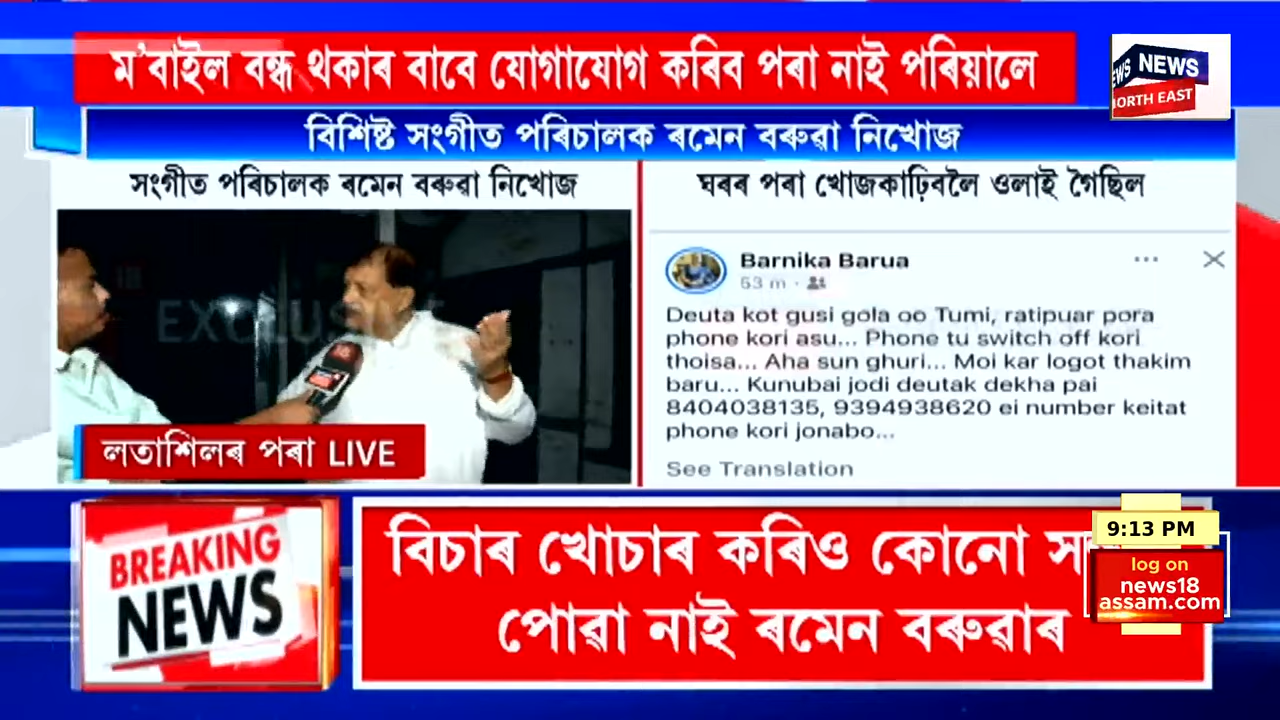 ম'বাইল বন্ধ থকাৰ বাবে যোগাযোগ কৰিব পৰা নাই পৰিয়ালে
NEWS
NORTH EAST
বিশিষ্ট সংগীত পৰিচালক ৰমেন বৰুৱা নিখোজ
সংগীত পৰিচালক ৰমেন বৰুৱা নিখোজ
ঘৰৰ পৰা খোজকাঢ়িবলৈ ওলাই গৈছিল
EXCLUSIVE
Barnika Barua
53 m
Deuta kot gusi gola oo Tumi, ratipuar pora
phone kori asu... Phone tu switch off kori
thoisa... Aha sun ghuri... Moi kar logot thakim
baru... Kunubai jodi deutak dekha pai
8404038135, 9394938620 ei number keitat
phone kori jonabo...
See Translation
লতাশিলৰ পৰা LIVE
BREAKING
NEWS
বিচাৰ খোচাৰ কৰিও কোনো
পোৱা নাই ৰমেন বৰুৱাৰ
9:13 PM
log on
news18
assam.com